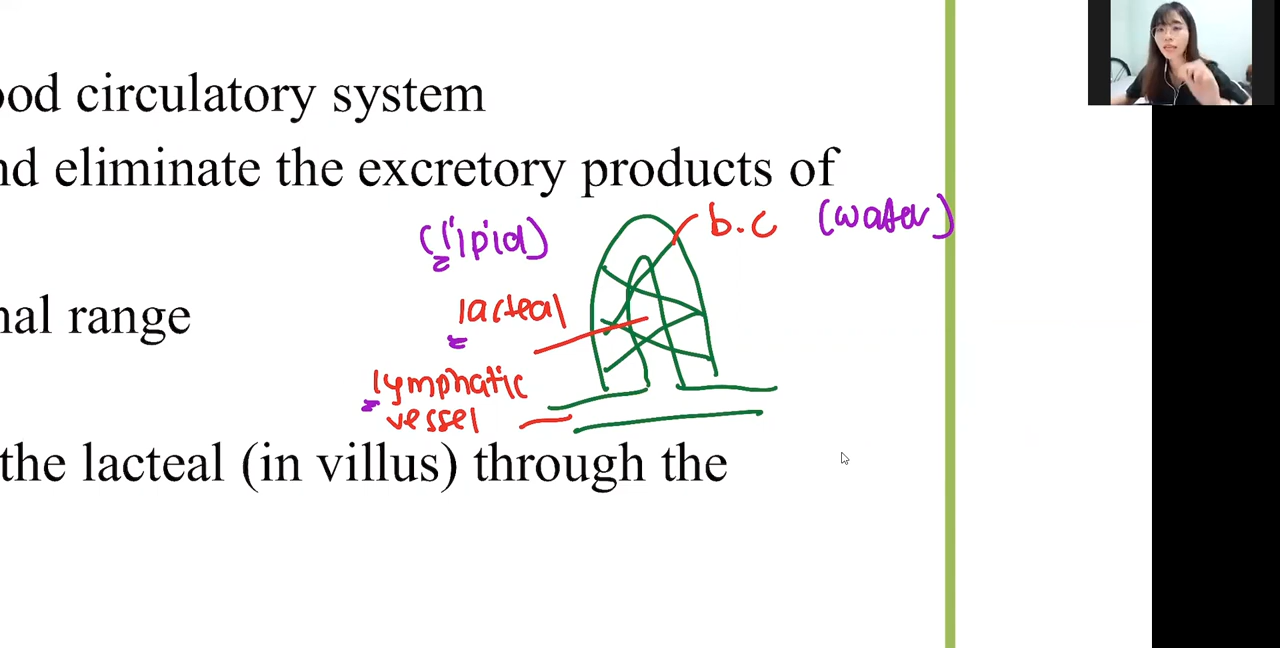 ood circulatory system
nd eliminate the excretory products of
b.c (water)
(lipid)
nal range
lacteal
lymphatic
vessel
the lacteal (in villus) through the